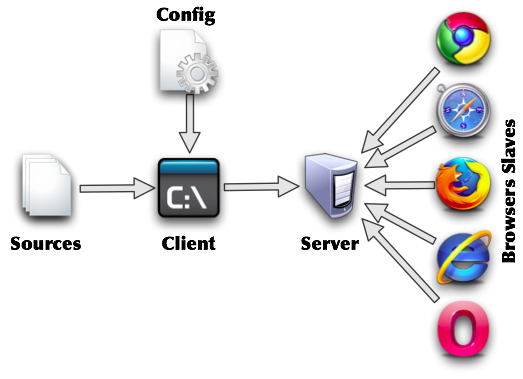 Config
C:\
Sources
Client
Server
Browsers Slaves